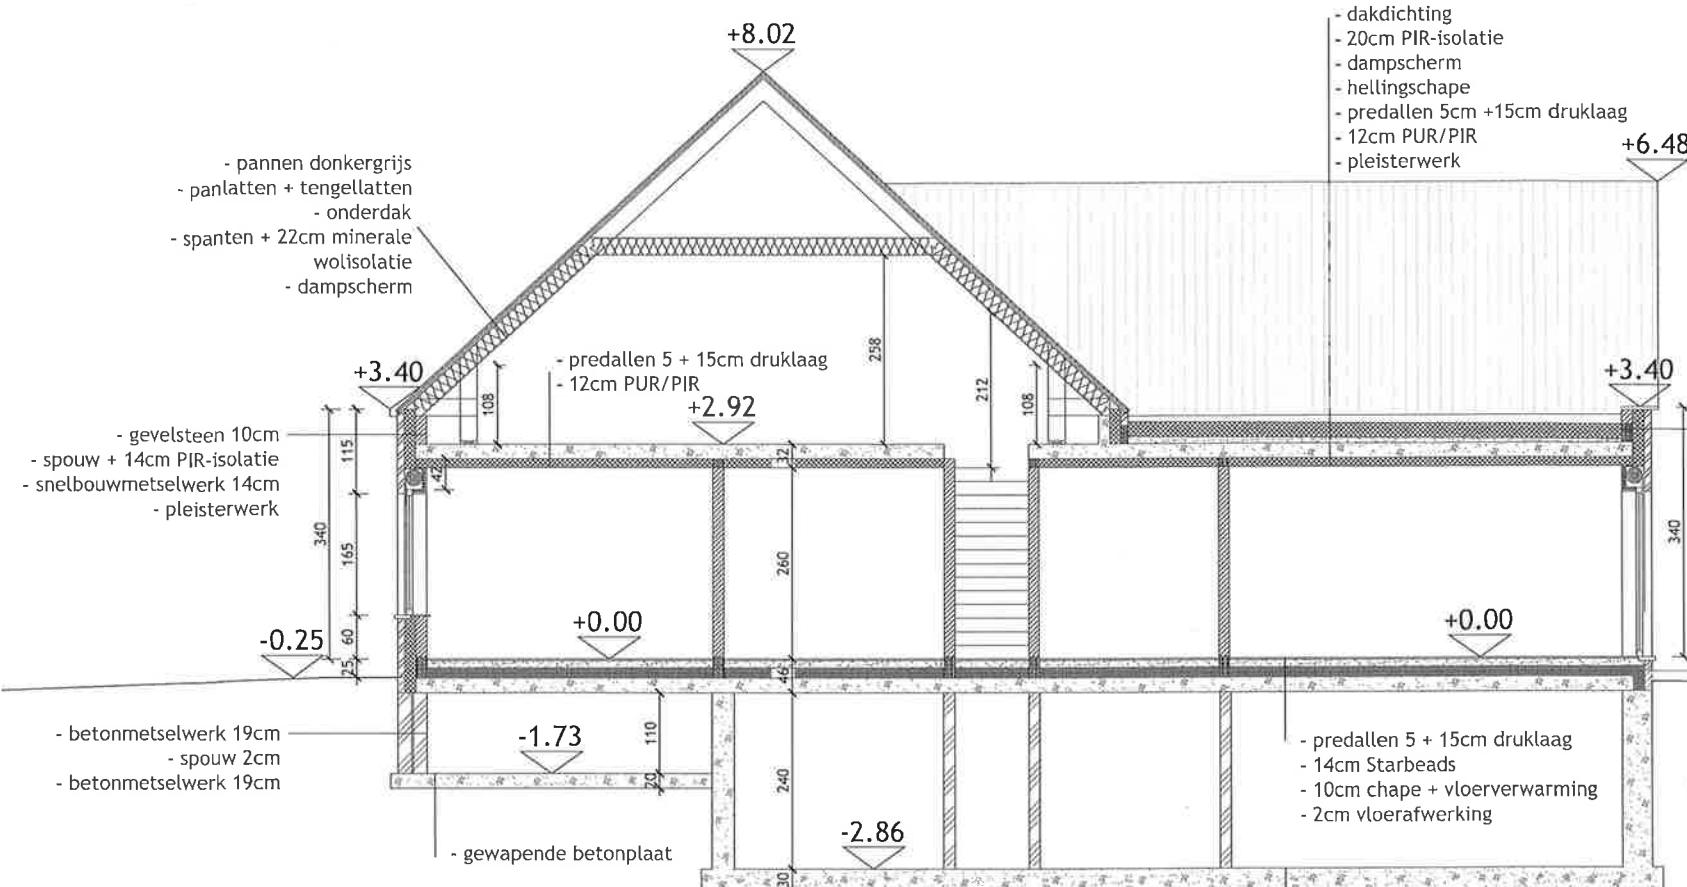 +8.02
- dakdichting
- 20cm PIR-isolatie
- dampscherm
- hellingschape
- predallen 5cm +15cm druklaag
- 12cm PUR/PIR
- pleisterwerk
+6.48
- pannen donkergrijs
- panlatten + tengellatten
- onderdak
- spanten + 22cm minerale
wolisolatie
- dampscherm
+3.40
- predallen 5 + 15cm druklaag
- 12cm PUR/PIR
+2.92
108
258
212
108
+3.40
- gevelsteen 10cm
- spouw + 14cm PIR-isolatie
- snelbouwmetselwerk 14cm
- pleisterwerk
115
42
32
340
165
260
340
60
25
46
-0.25
+0.00
+0.00
- betonmetselwerk 19cm
- spouw 2cm
- betonmetselwerk 19cm
-1.73
110
20
240
- predallen 5 + 15cm druklaag
- 14cm Starbeads
- 10cm chape + vloerverwarming
- 2cm vloerafwerking
-2.86
- gewapende betonplaat
30